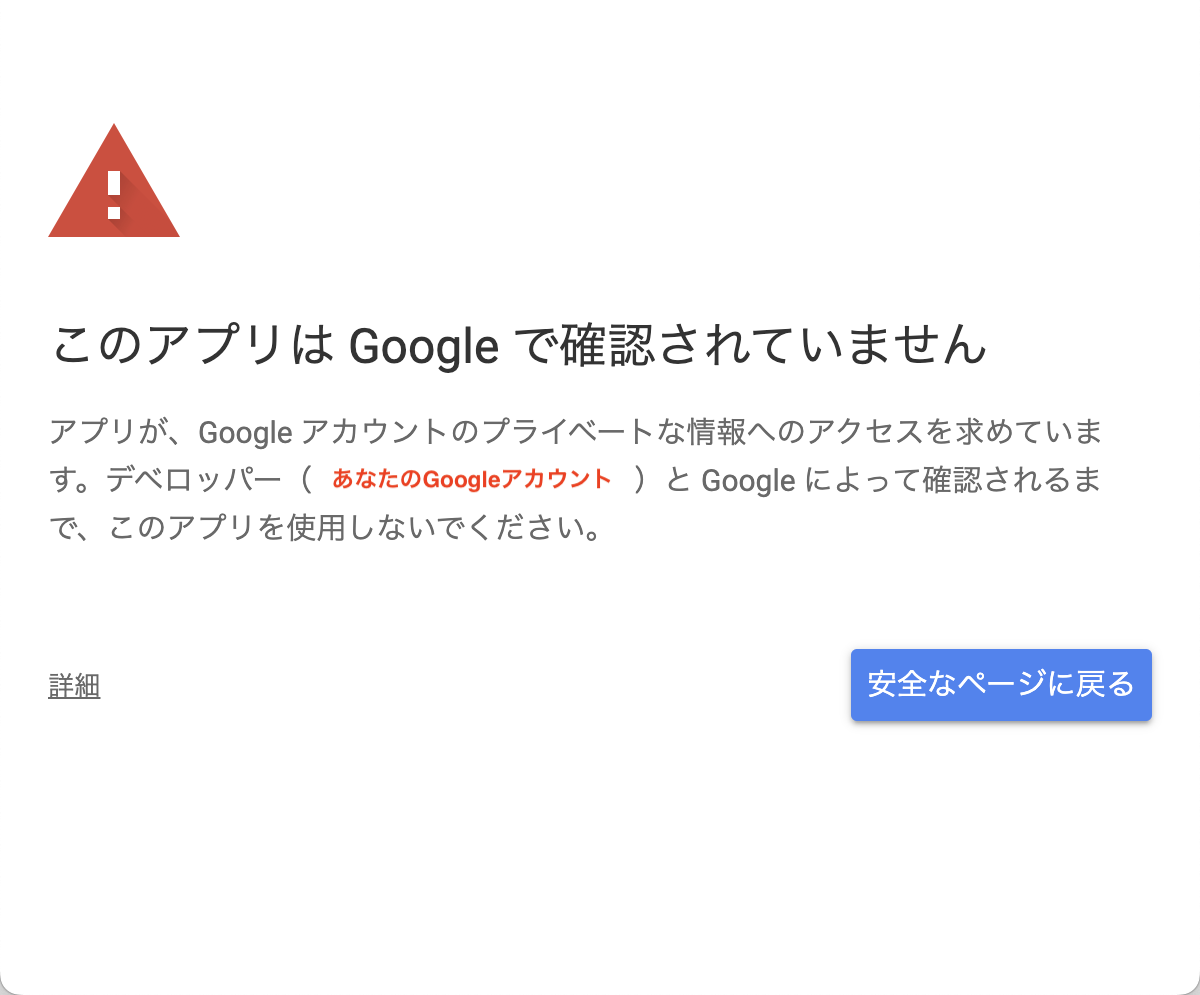 このアプリは Google で確認されていません
アプリが、Google アカウントのプライベートな情報へのアクセスを求めていま
す。デベロッパー（ あなたのGoogleアカウント ）と Google によって確認されるま
で、このアプリを使用しないでください。
詳細
安全なページに戻る